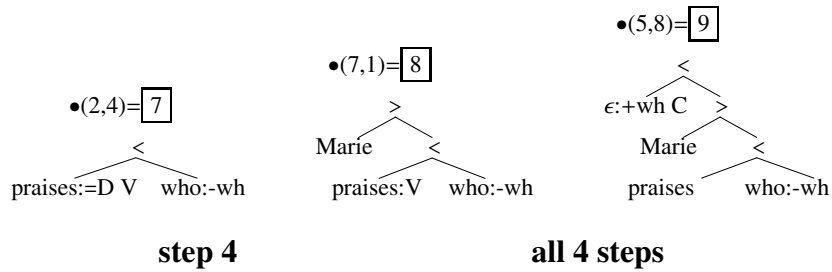 •(5,8)= 9
•(7,1)= 8
<
•(2,4)= 7
>
ϵ:+wh C >
<
Marie <
Marie <
praises:=D V who:-wh
praises:V who:-wh
praises who:-wh
step 4
all 4 steps